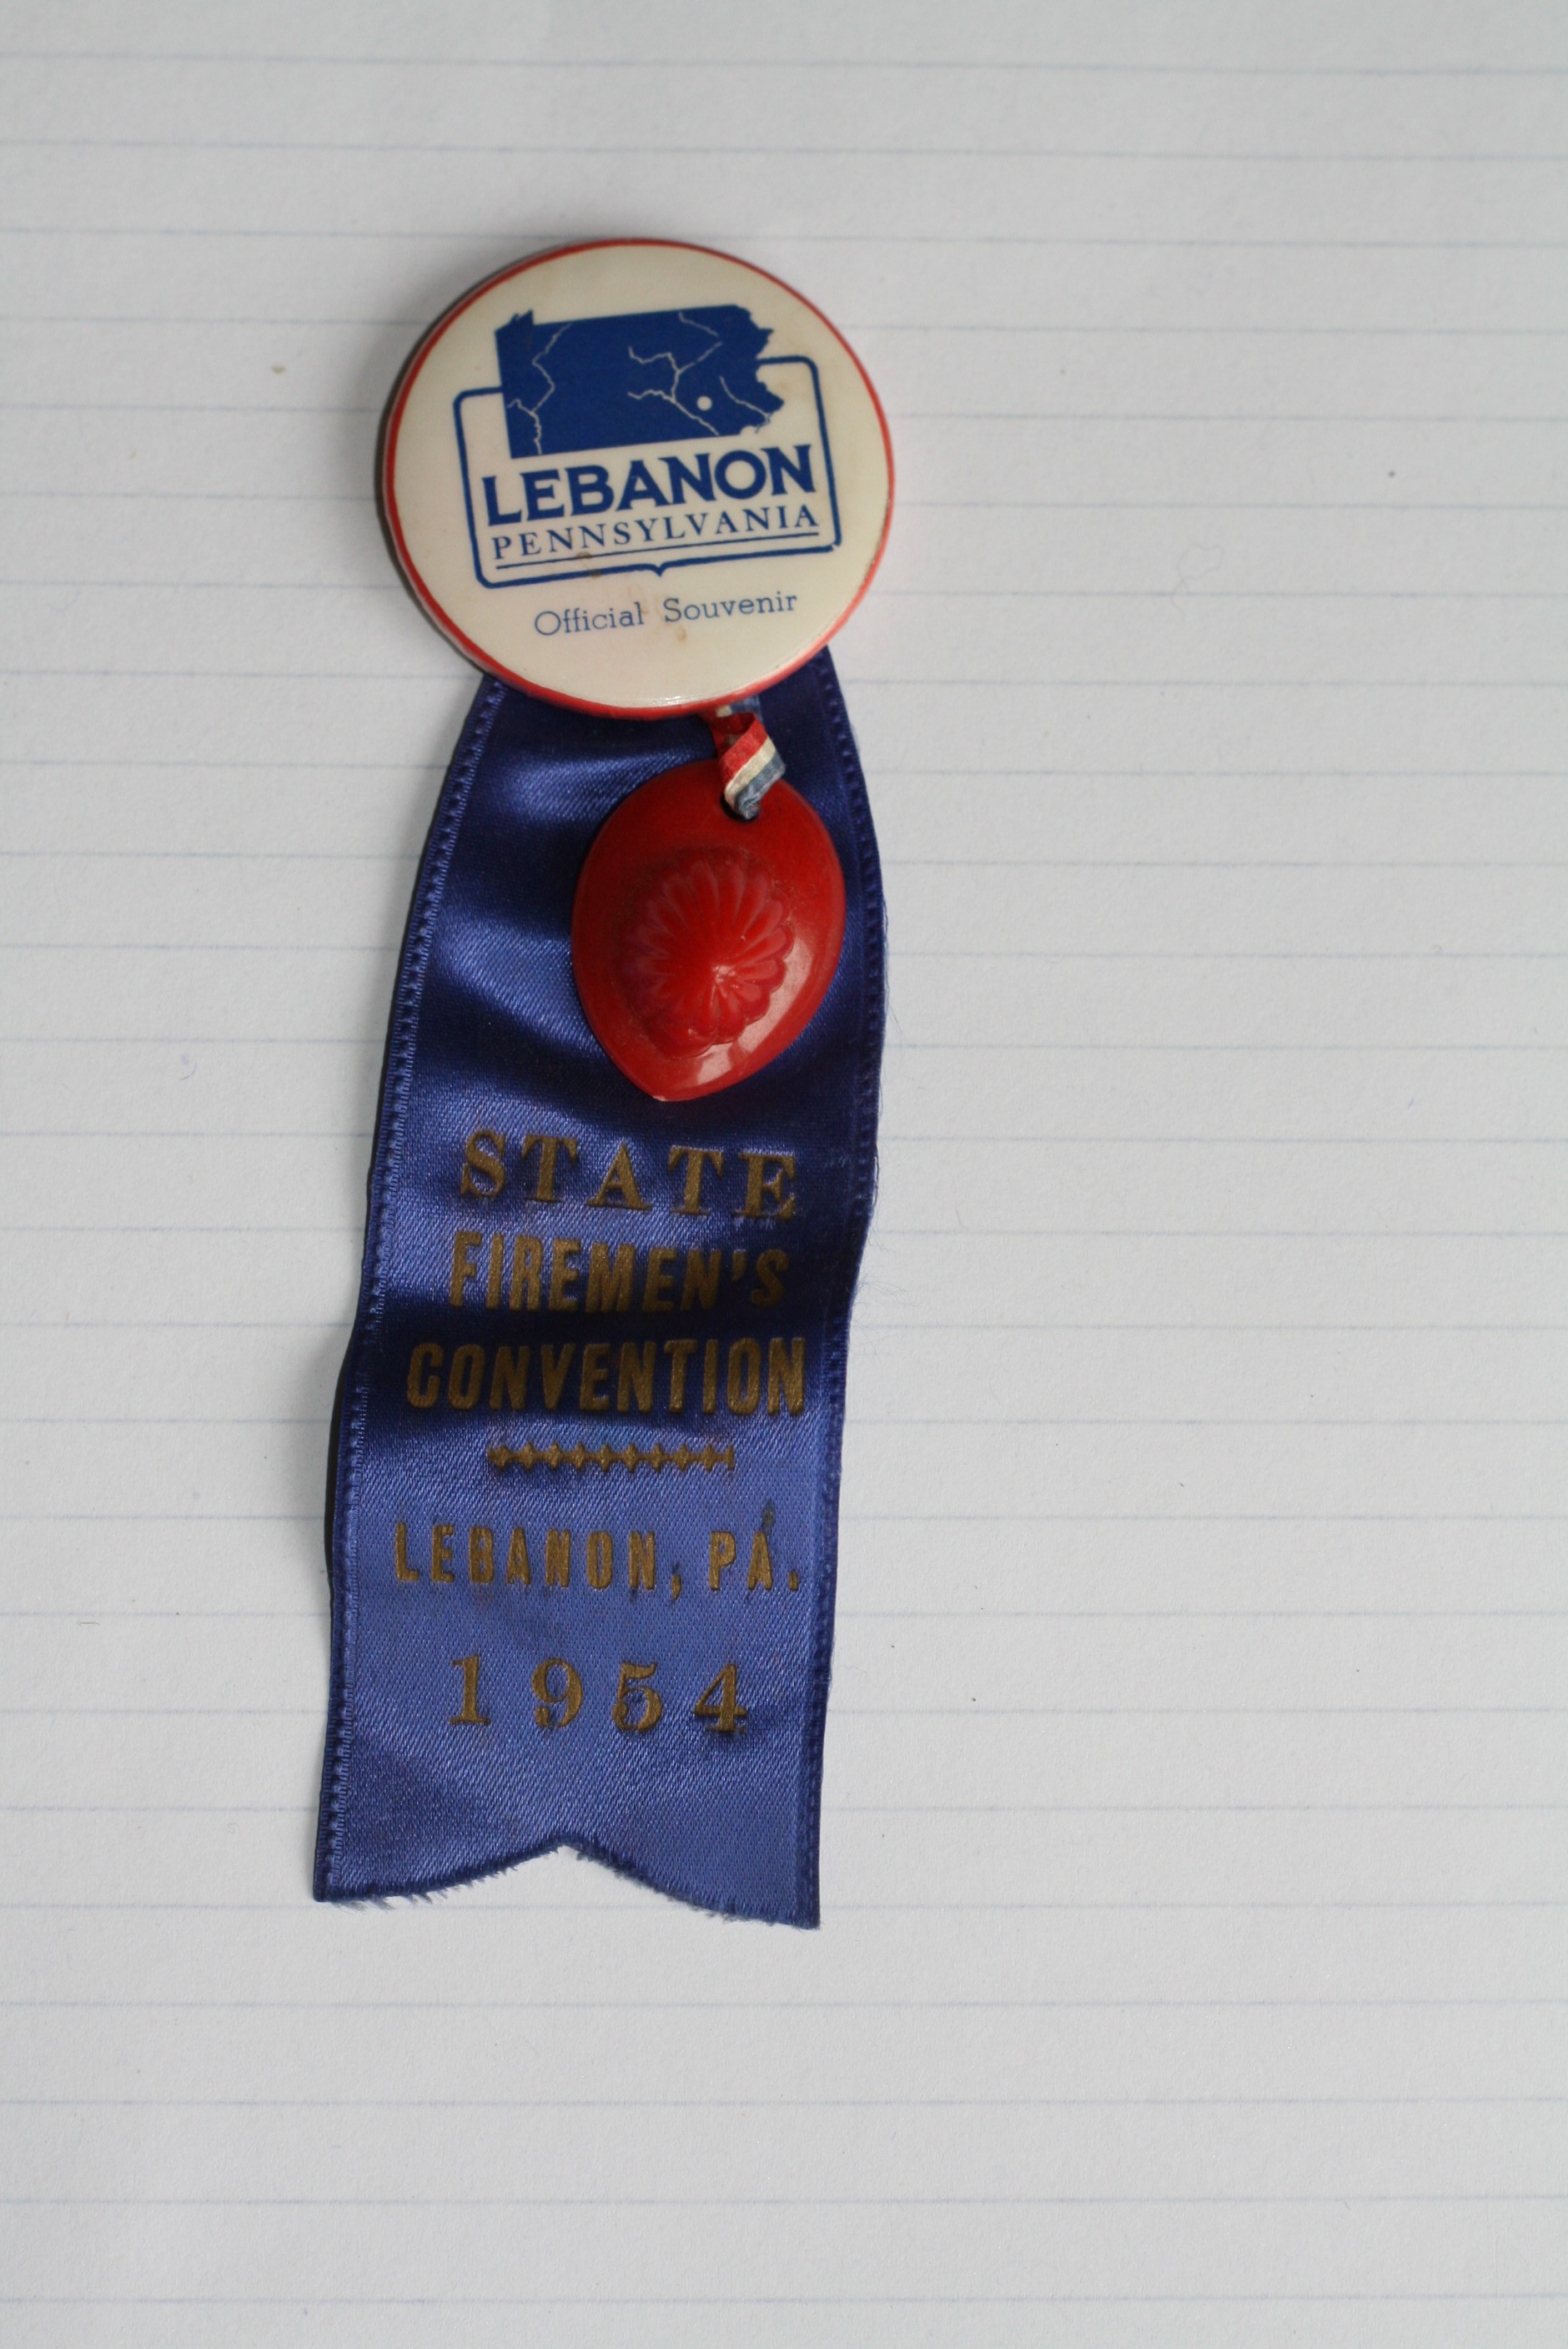 LEBANON
PENNSYLVANIA
Official Souvenir
STATE
FIREMEN'S
CONVENTION
LEBANON, PA.
1954